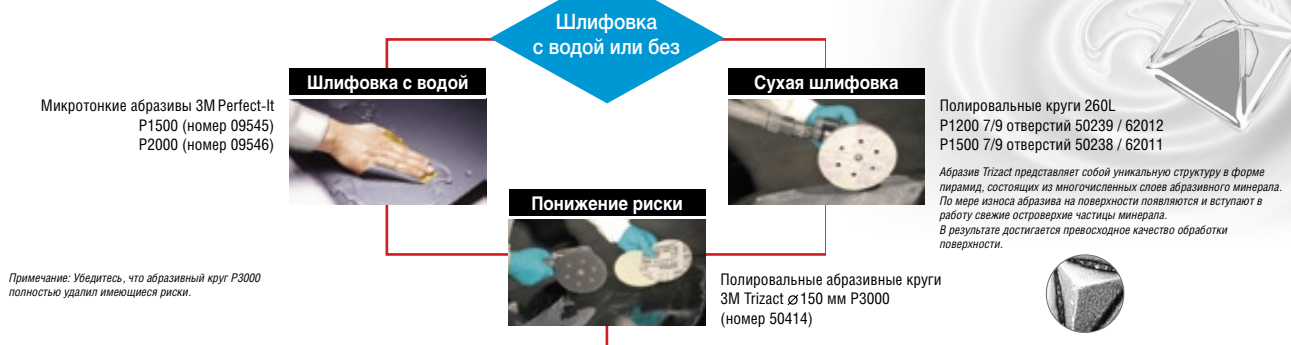 Шлифовка
с водой или без
Шлифовка с водой
Сухая шлифовка
Микротонкие абразивы 3M Perfect-It
P1500 (номер 09545)
P2000 (номер 09546)
Полировальные круги 260L
P1200 7/9 отверстий 50239 / 62012
P1500 7/9 отверстий 50238 / 62011
Абразив Trizact представляет собой уникальную структуру в форме
пирамид, состоящих из многочисленных слоев абразивного минерала.
По мере износа абразива на поверхности появляются и вступают в
работу свежие островерхие частицы минерала.
В результате достигается превосходное качество обработки
поверхности.
Понижение риски
Примечание: Убедитесь, что абразивный круг P3000
полностью удалил имеющиеся риски.
Полировальные абразивные круги
3M Trizact ⌀150 мм P3000
(номер 50414)